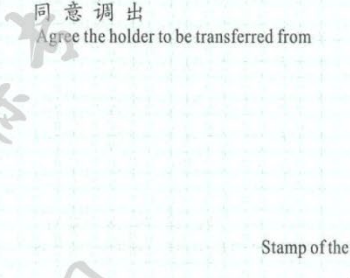 同意调出
Agree the holder to be transferred from
Stamp of the